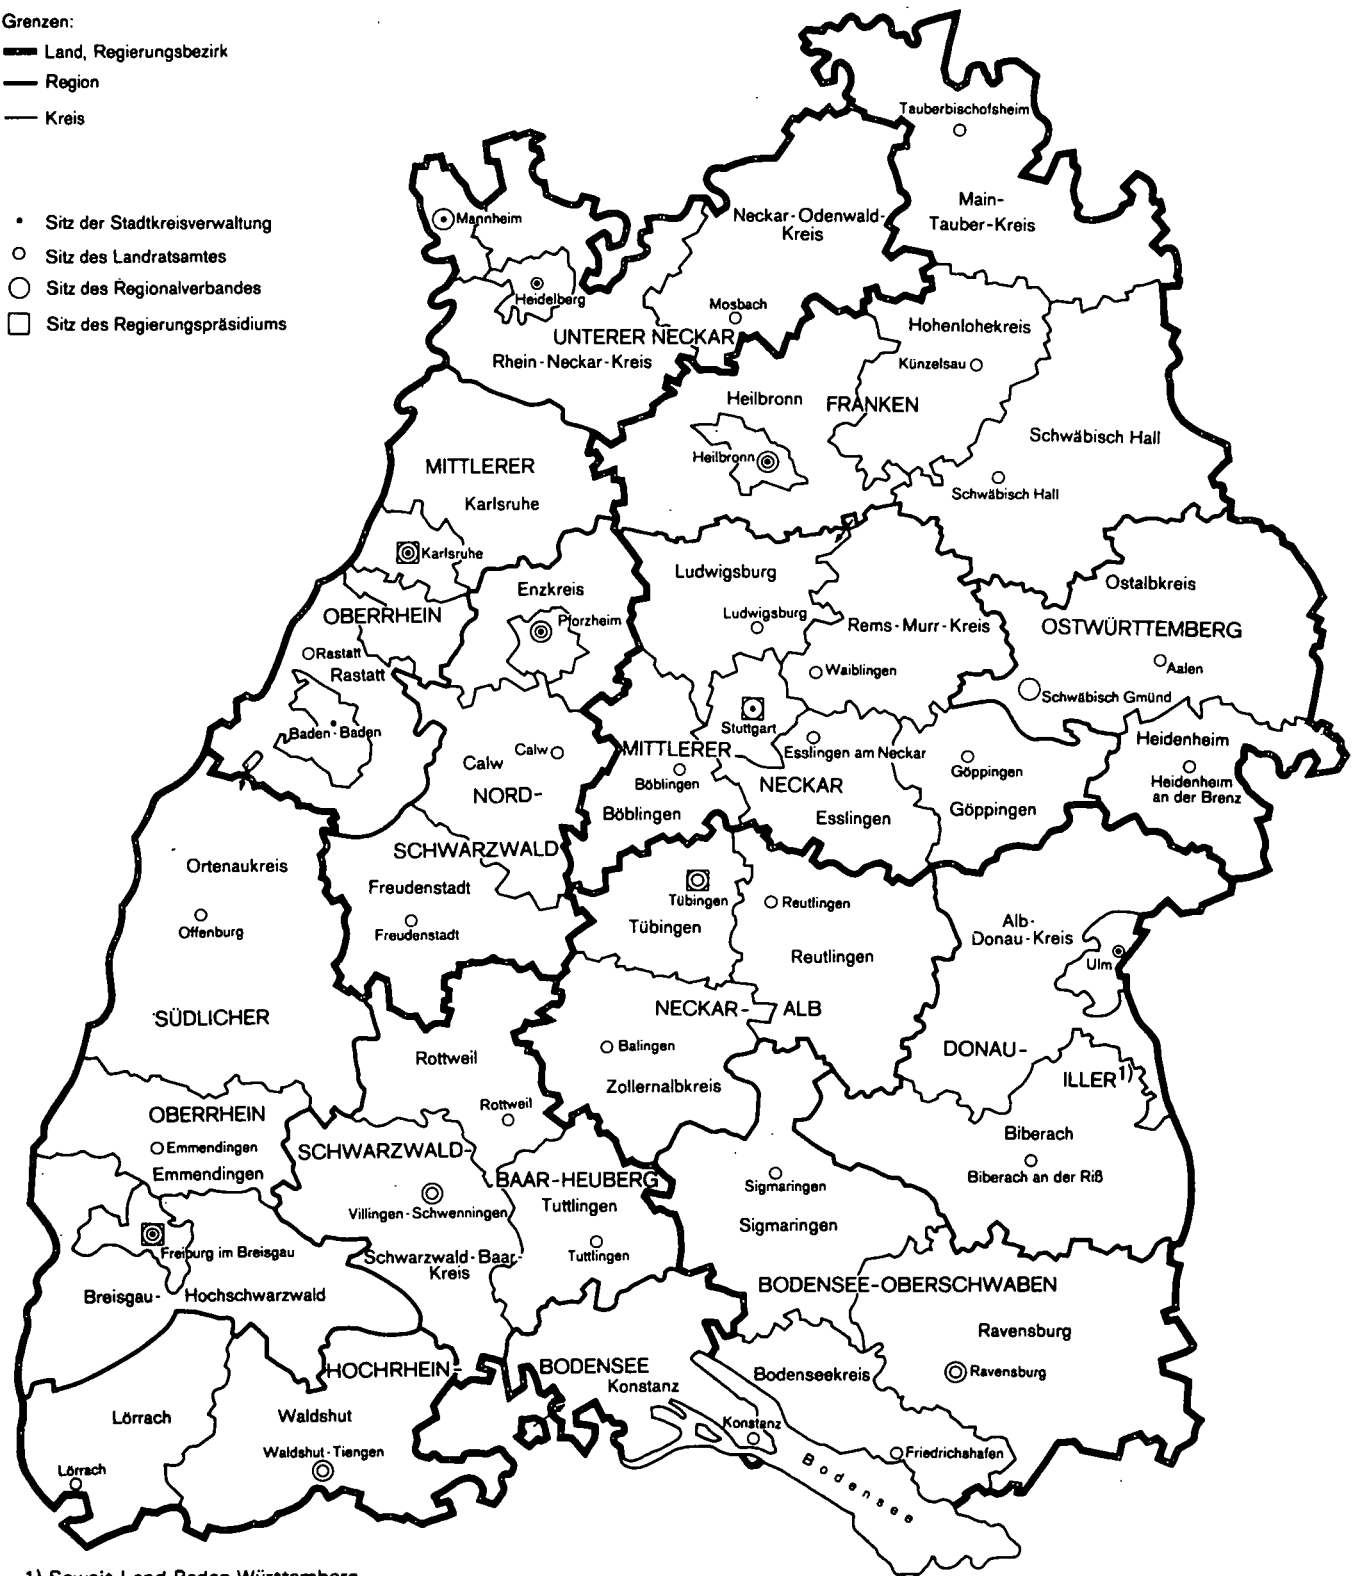 Grenzen:
Land, Regierungsbezirk
Region
Kreis
Sitz der Stadtkreisverwaltung
Sitz des Landratsamtes
Sitz des Regionalverbandes
Sitz des Regierungspräsidiums
Tauberbischofsheim
Main-
Tauber-Kreis
Mannheim
Neckar-Odenwald-
Kreis
Heidelberg
Mosbach
UNTERER NECKAR
Rhein-Neckar-Kreis
Hohenlohekreis
Künzelsau
Heilbronn
FRANKEN
Heilbronn
Schwäbisch Hall
Schwäbisch Hall
MITTLERER
Karlsruhe
Karlsruhe
OBERRHEIN
Rastatt
Rastatt
Baden-Baden
Enzkreis
Pforzheim
Ludwigsburg
Ludwigsburg
Rems-Murr-Kreis
Waiblingen
Ostalbkreis
OSTWÜRTTEMBERG
Aalen
Schwäbisch Gmünd
Heidenheim
Heidenheim
an der Brenz
Stuttgart
MITTLERER
NECKAR
Esslingen am Neckar
Esslingen
Böblingen
Böblingen
Göppingen
Göppingen
Calw
Calw
NORD-
SCHWARZWALD
Freudenstadt
Freudenstadt
Ortenaukreis
Offenburg
SÜDLICHER
OBERRHEIN
Emmendingen
Emmendingen
Tübingen
Tübingen
Reutlingen
Reutlingen
NECKAR- ALB
Balingen
Zollernalbkreis
Alb-
Donau-Kreis
Ulm
DONAU-
ILLER1)
Biberach
Biberach an der Riß
Rottweil
Rottweil
SCHWARZWALD-
BAAR-HEUBERG
Villingen-Schwenningen
Schwarzwald-Baar-
Kreis
Tuttlingen
Tuttlingen
Sigmaringen
Sigmaringen
Freiburg im Breisgau
Breisgau- Hochschwarzwald
BODENSEE-OBERSCHWABEN
Ravensburg
Ravensburg
Bodenseekreis
Friedrichshafen
HOCHRHEIN-
BODENSEE
Konstanz
Konstanz
Bodensee
Lörrach
Lörrach
Waldshut
Waldshut-Tiengen
1) Soweit Land Baden-Württemberg